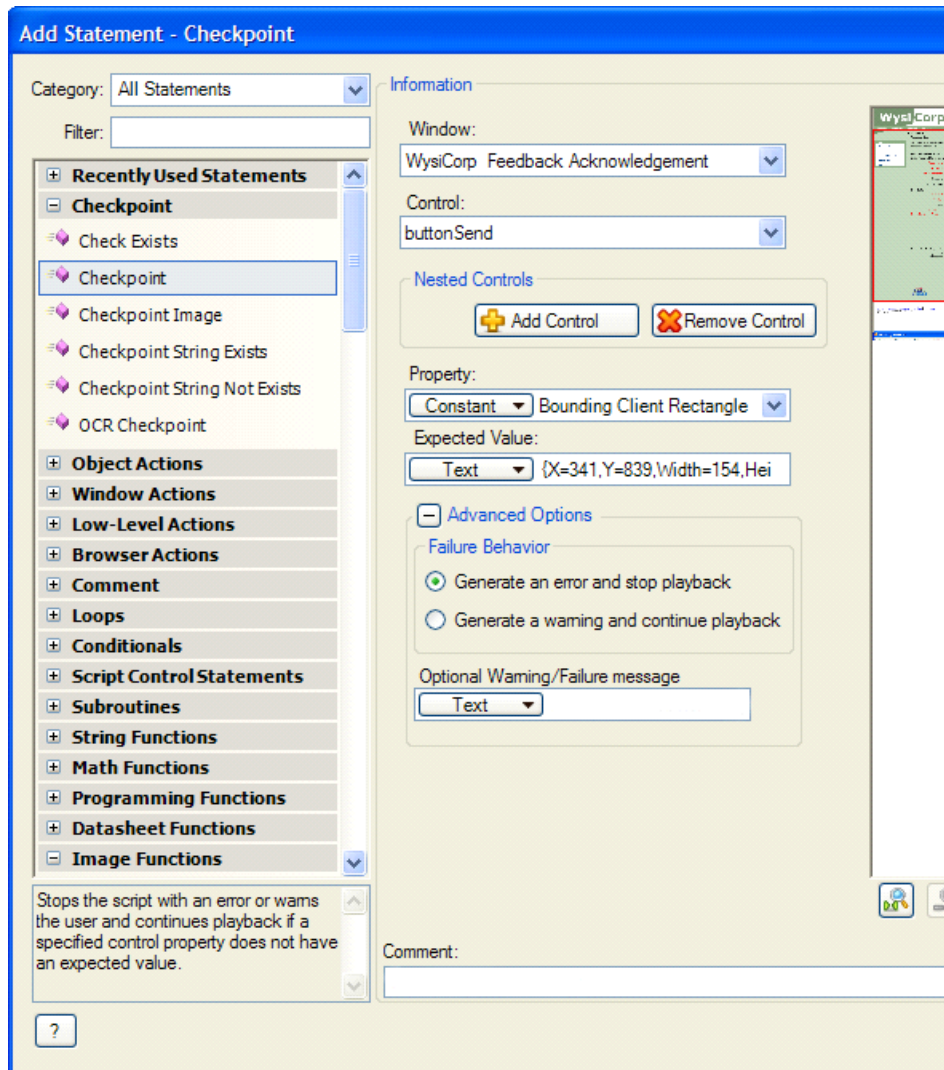 Add Statement - Checkpoint
Category: All Statements
Filter:
Recently Used Statements
Checkpoint
Check Exists
Checkpoint
Checkpoint Image
Checkpoint String Exists
Checkpoint String Not Exists
OCR Checkpoint
Object Actions
Window Actions
Low-Level Actions
Browser Actions
Comment
Loops
Conditionals
Script Control Statements
Subroutines
String Functions
Math Functions
Programming Functions
Datasheet Functions
Image Functions
Stops the script with an error or warns
the user and continues playback if a
specified control property does not have
an expected value.
?
Information
Window:
WysiCorp Feedback Acknowledgement
Control:
buttonSend
Nested Controls
Add Control Remove Control
Property:
Constant Bounding Client Rectangle
Expected Value:
Text {X=341,Y=839,Width=154,Hei
Advanced Options
Failure Behavior
Generate an error and stop playback
Generate a warning and continue playback
Optional Warning/Failure message
Text
Comment:
WysiCorp